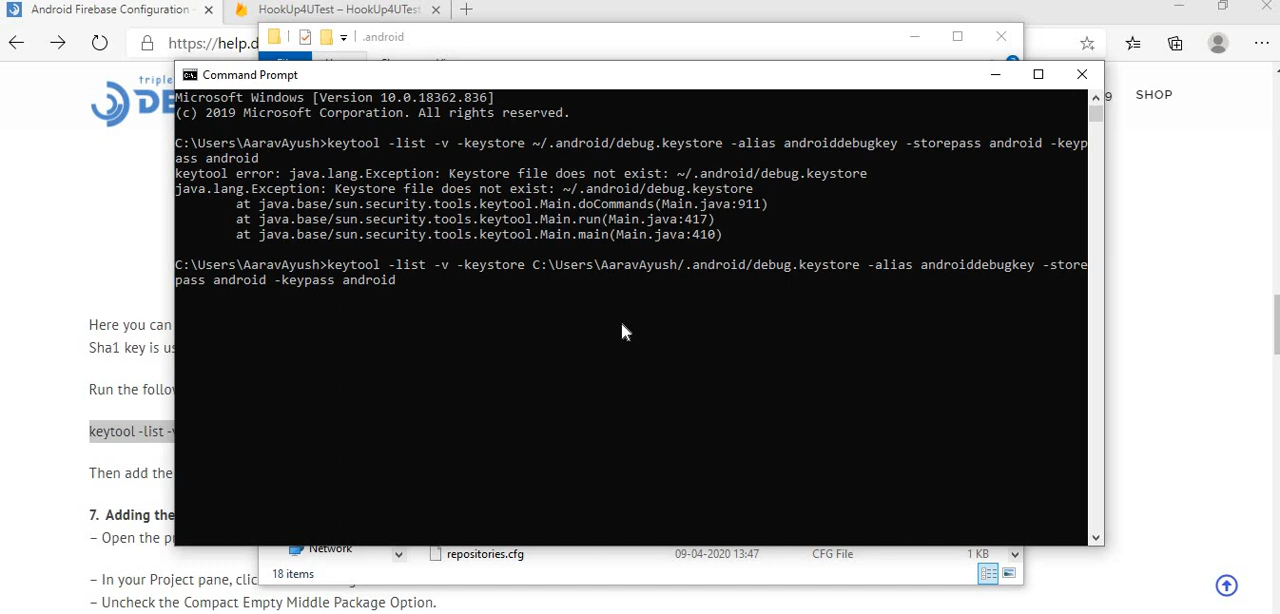 Android Firebase Configuration
HookUp4UTest – HookUp4UTest
https://help.d
.android
triple
DE
9
SHOP
Command Prompt
Microsoft Windows [Version 10.0.18362.836]
(c) 2019 Microsoft Corporation. All rights reserved.
C:\Users\AaravAyush>keytool -list -v -keystore ~/.android/debug.keystore -alias androiddebugkey -storepass android -keyp
ass android
keytool error: java.lang.Exception: Keystore file does not exist: ~/.android/debug.keystore
java.lang.Exception: Keystore file does not exist: ~/.android/debug.keystore
at java.base/sun.security.tools.keytool.Main.doCommands(Main.java:911)
at java.base/sun.security.tools.keytool.Main.run(Main.java:417)
at java.base/sun.security.tools.keytool.Main.main(Main.java:410)
C:\Users\AaravAyush>keytool -list -v -keystore C:\Users\AaravAyush/.android/debug.keystore -alias androiddebugkey -store
pass android -keypass android
Here you can
Sha1 key is us
Run the follow
keytool -list -v
Then add the
7. Adding the
– Open the p
– In your Project pane, clic
– Uncheck the Compact Empty Middle Package Option.
Network
repositories.cfg 09-04-2020 13:47 CFG File 1 KB
18 items